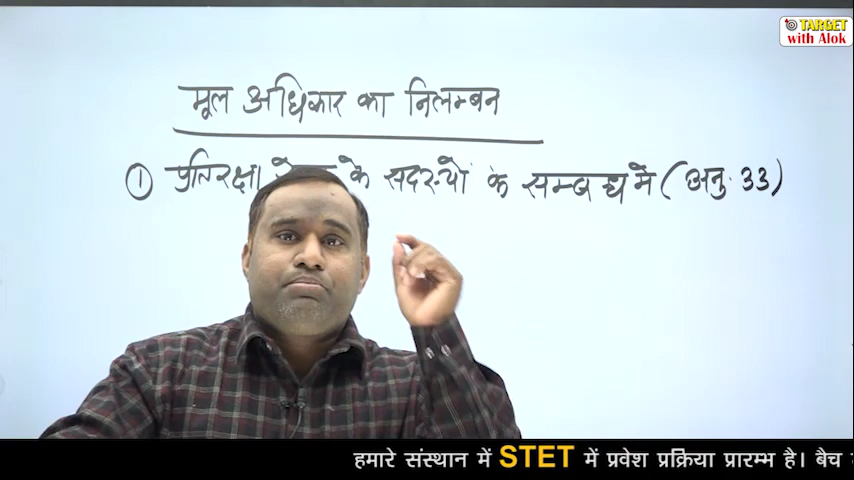 TARGET
with Alok
मूल अधिकार का निलम्बन
① प्रतिरक्षा के सदस्यों के सम्बन्ध में (अनु. 33)
हमारे संस्थान में STET में प्रवेश प्रक्रिया प्रारम्भ है। बैच